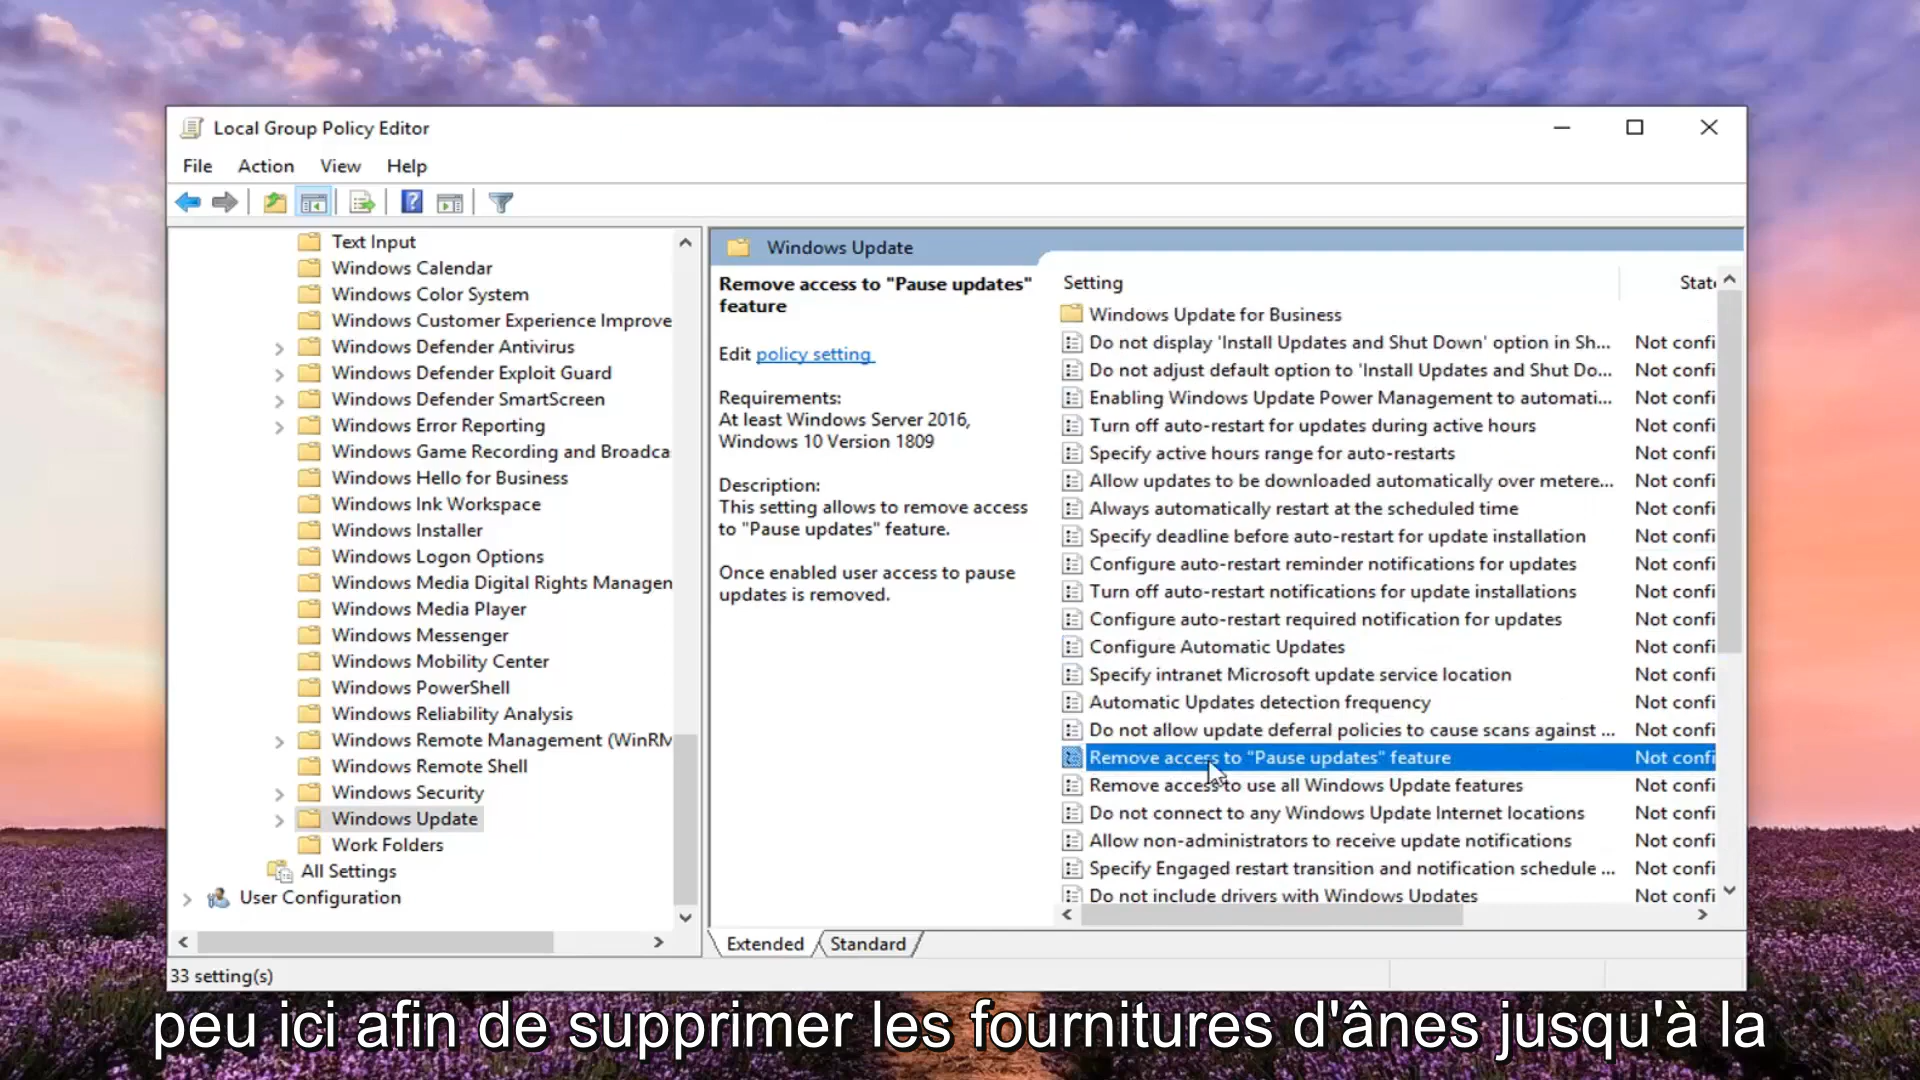 Local Group Policy Editor
File Action View Help
Text Input
Windows Calendar
Windows Color System
Windows Customer Experience Improve
Windows Defender Antivirus
Windows Defender Exploit Guard
Windows Defender SmartScreen
Windows Error Reporting
Windows Game Recording and Broadca
Windows Hello for Business
Windows Ink Workspace
Windows Installer
Windows Logon Options
Windows Media Digital Rights Managen
Windows Media Player
Windows Messenger
Windows Mobility Center
Windows PowerShell
Windows Reliability Analysis
Windows Remote Management (WinRM
Windows Remote Shell
Windows Security
Windows Update
Work Folders
All Settings
User Configuration
Windows Update
Remove access to "Pause updates"
feature
Edit policy setting
Requirements:
At least Windows Server 2016,
Windows 10 Version 1809
Description:
This setting allows to remove access
to "Pause updates" feature.
Once enabled user access to pause
updates is removed.
Setting State
Windows Update for Business
Do not display 'Install Updates and Shut Down' option in Sh... Not confi
Do not adjust default option to 'Install Updates and Shut Do... Not confi
Enabling Windows Update Power Management to automati... Not confi
Turn off auto-restart for updates during active hours Not confi
Specify active hours range for auto-restarts Not confi
Allow updates to be downloaded automatically over metere... Not confi
Always automatically restart at the scheduled time Not confi
Specify deadline before auto-restart for update installation Not confi
Configure auto-restart reminder notifications for updates Not confi
Turn off auto-restart notifications for update installations Not confi
Configure auto-restart required notification for updates Not confi
Configure Automatic Updates Not confi
Specify intranet Microsoft update service location Not confi
Automatic Updates detection frequency Not confi
Do not allow update deferral policies to cause scans against ... Not confi
Remove access to "Pause updates" feature Not confi
Remove access to use all Windows Update features Not confi
Do not connect to any Windows Update Internet locations Not confi
Allow non-administrators to receive update notifications Not confi
Specify Engaged restart transition and notification schedule ... Not confi
Do not include drivers with Windows Updates Not confi
Extended Standard
33 setting(s)
peu ici afin de supprimer les fournitures d'ânes jusqu'à la